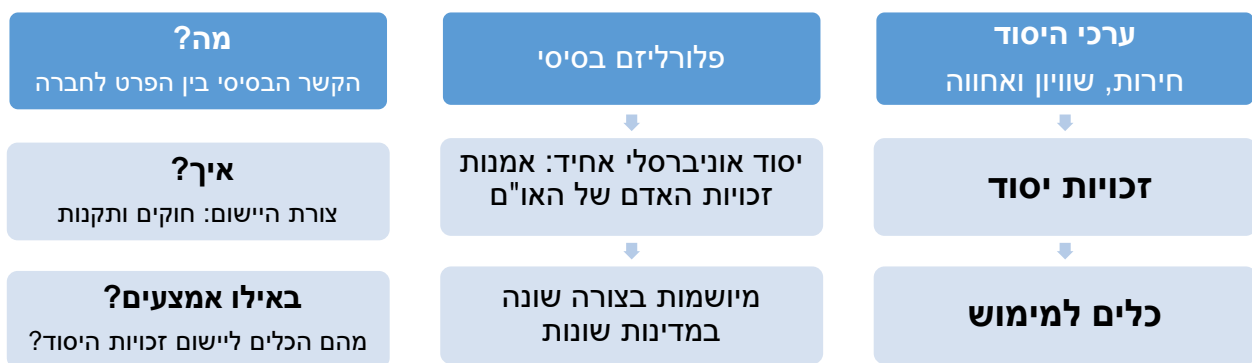 ערכי היסוד
חירות, שוויון ואחווה
זכויות יסוד
כלים למימוש
פלורליזם בסיסי
יסוד אוניברסלי אחיד: אמנות
זכויות האדם של האו"ם
מיושמות בצורה שונה
במדינות שונות
מה?
הקשר הבסיסי בין הפרט לחברה
איך?
צורת היישום: חוקים ותקנות
באילו אמצעים?
מהם הכלים ליישום זכויות היסוד?